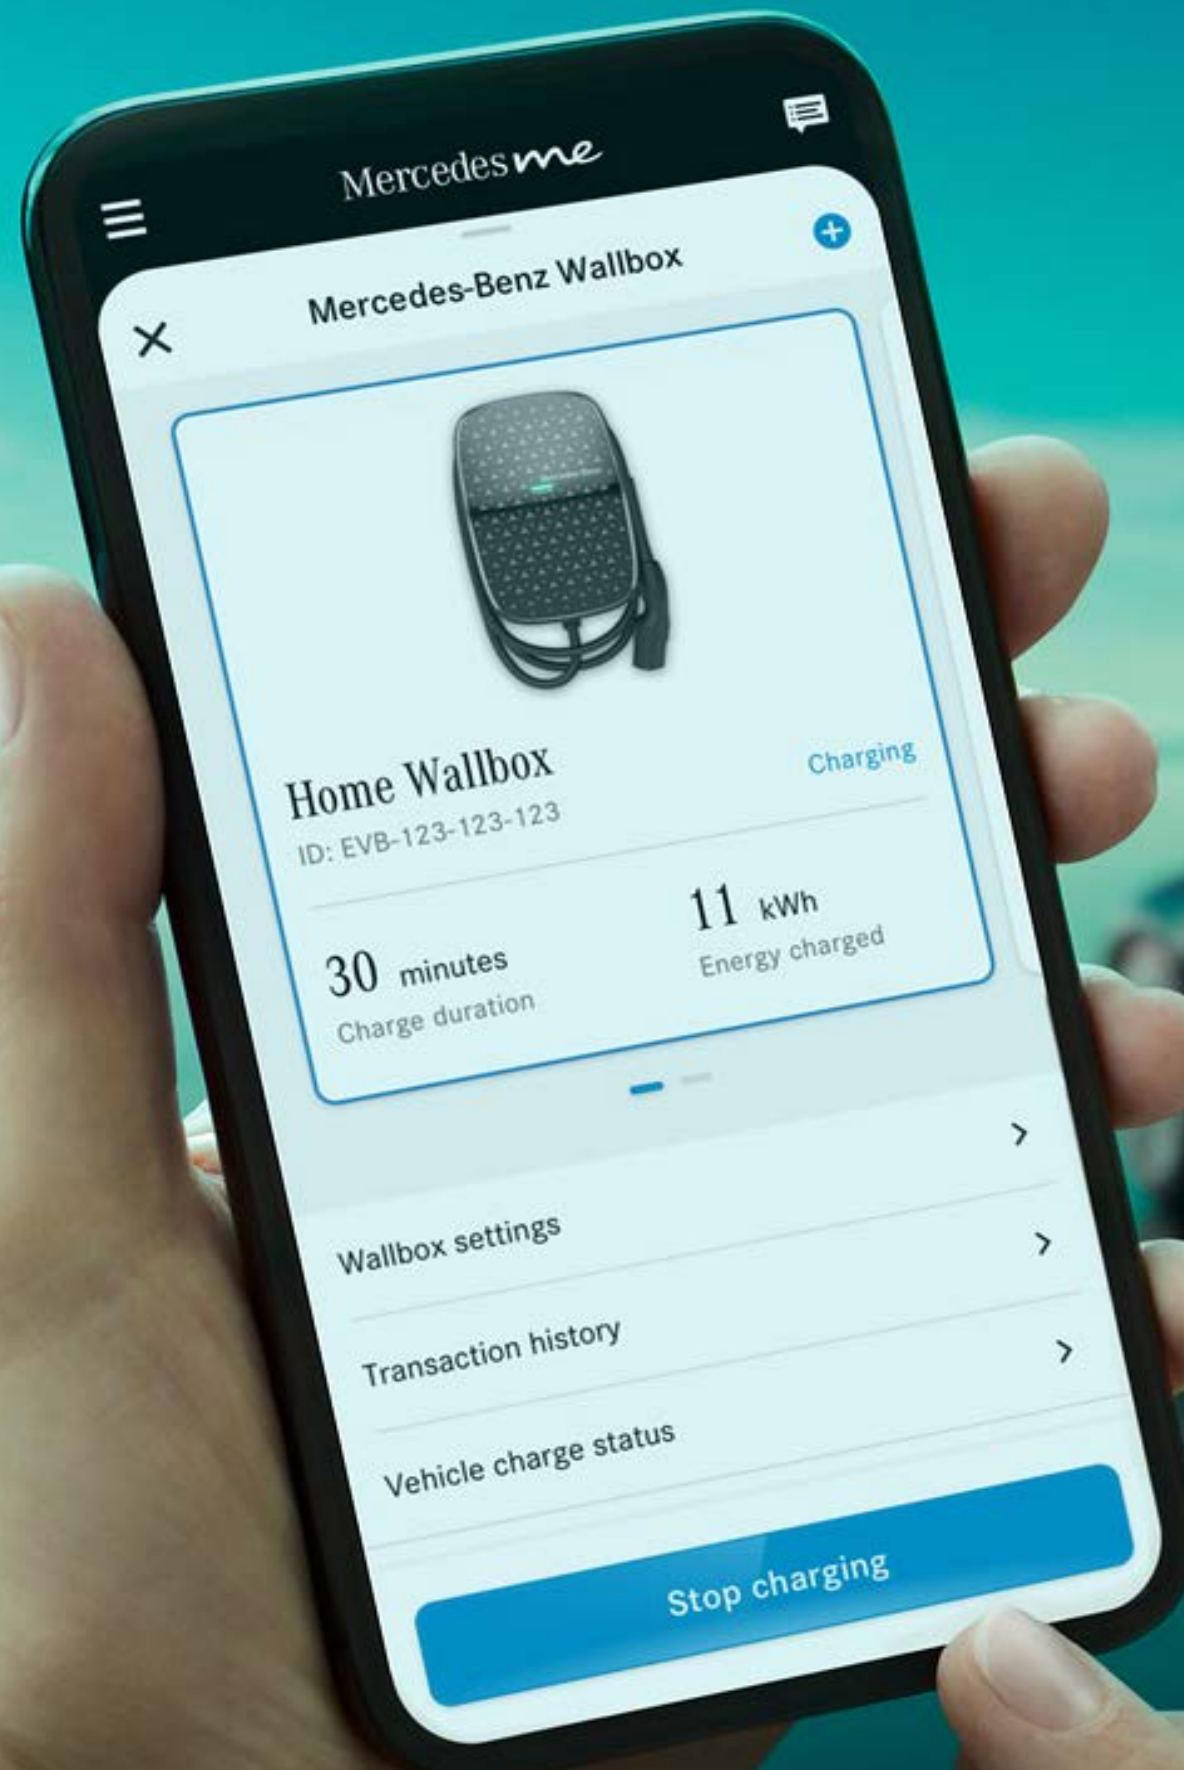 Mercedes me
Mercedes-Benz Wallbox
Home Wallbox
Charging
ID: EVB-123-123-123
30 minutes
11 kWh
Charge duration
Energy charged
Wallbox settings
Transaction history
Vehicle charge status
Stop charging